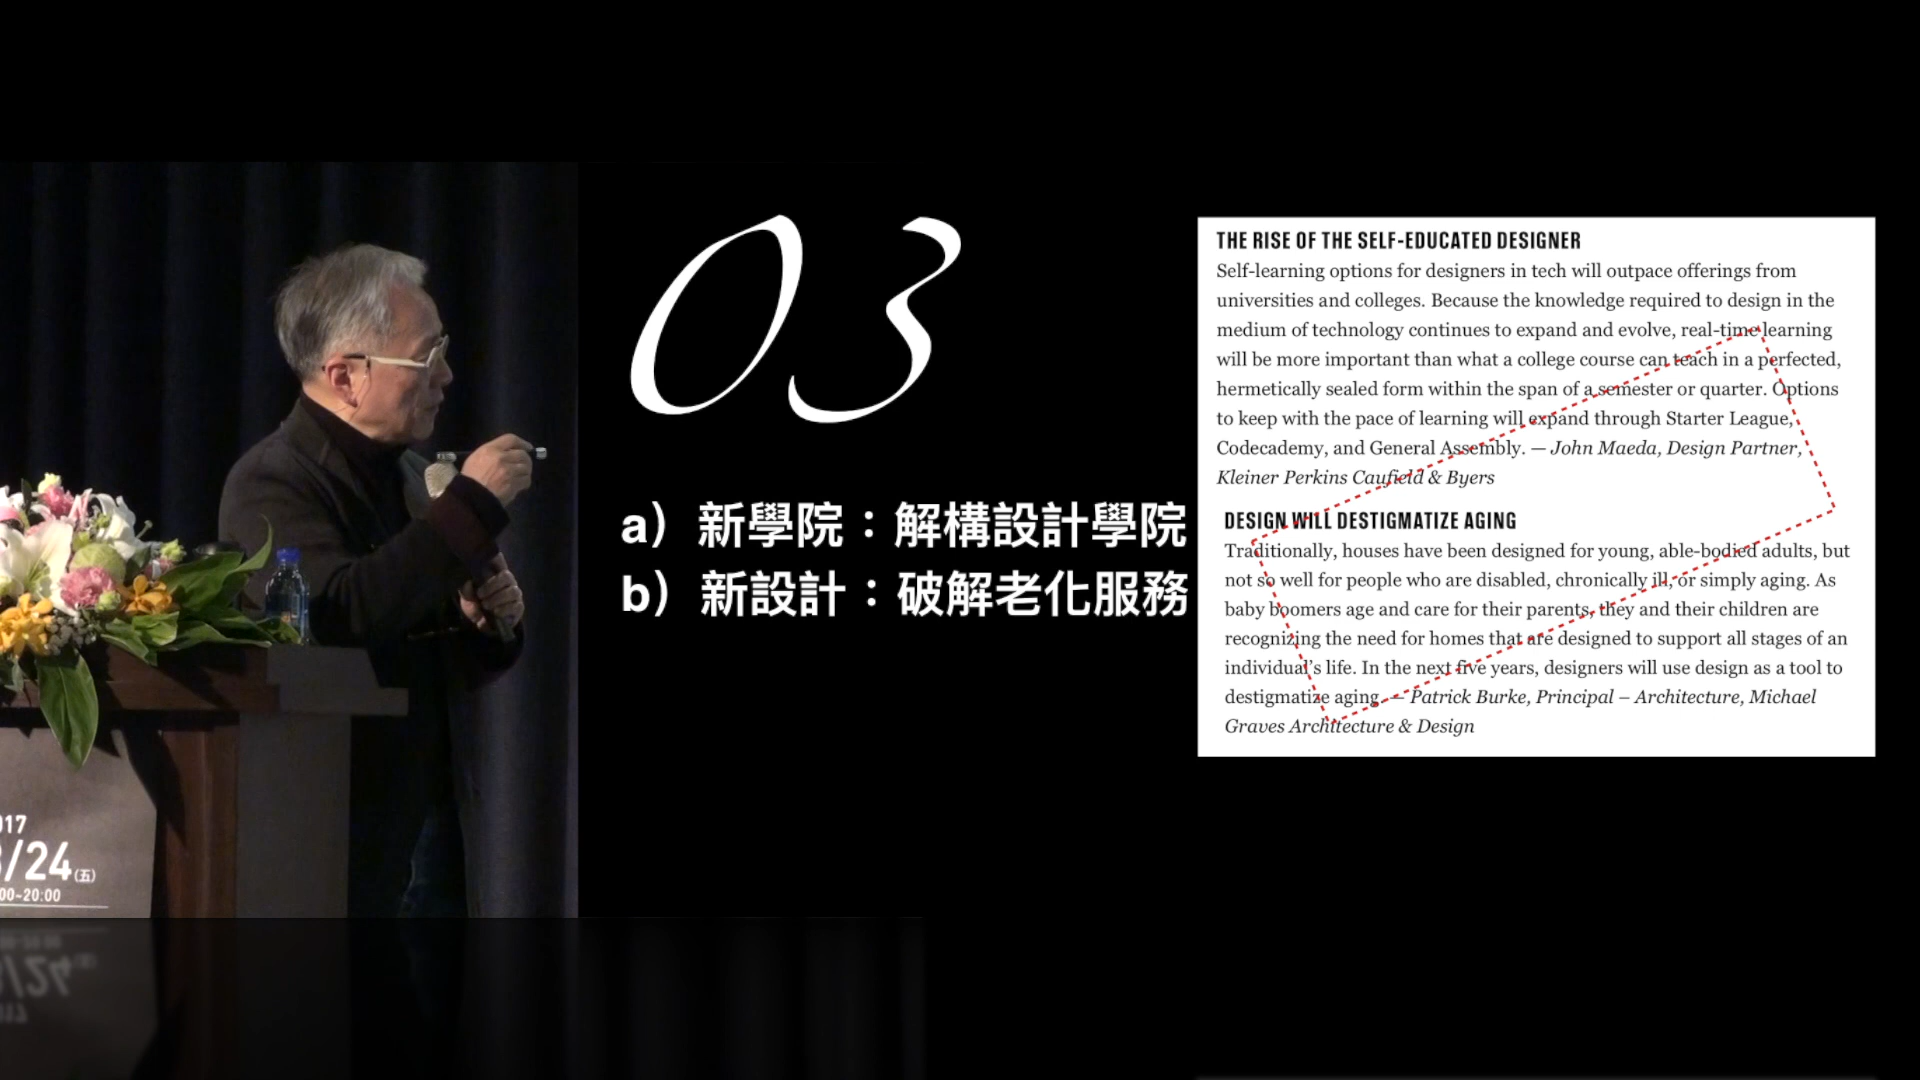 03
a）新學院：解構設計學院
b）新設計：破解老化服務
THE RISE OF THE SELF-EDUCATED DESIGNER
Self-learning options for designers in tech will outpace offerings from
universities and colleges. Because the knowledge required to design in the
medium of technology continues to expand and evolve, real-time learning
will be more important than what a college course can teach in a perfected,
hermetically sealed form within the span of a semester or quarter. Options
to keep with the pace of learning will expand through Starter League,
Codecademy, and General Assembly. — John Maeda, Design Partner,
Kleiner Perkins Caufield & Byers
DESIGN WILL DESTIGMATIZE AGING
Traditionally, houses have been designed for young, able-bodied adults, but
not so well for people who are disabled, chronically ill, or simply aging. As
baby boomers age and care for their parents, they and their children are
recognizing the need for homes that are designed to support all stages of an
individual's life. In the next five years, designers will use design as a tool to
destigmatize aging. — Patrick Burke, Principal – Architecture, Michael
Graves Architecture & Design
017
/24(五)
00~20:00